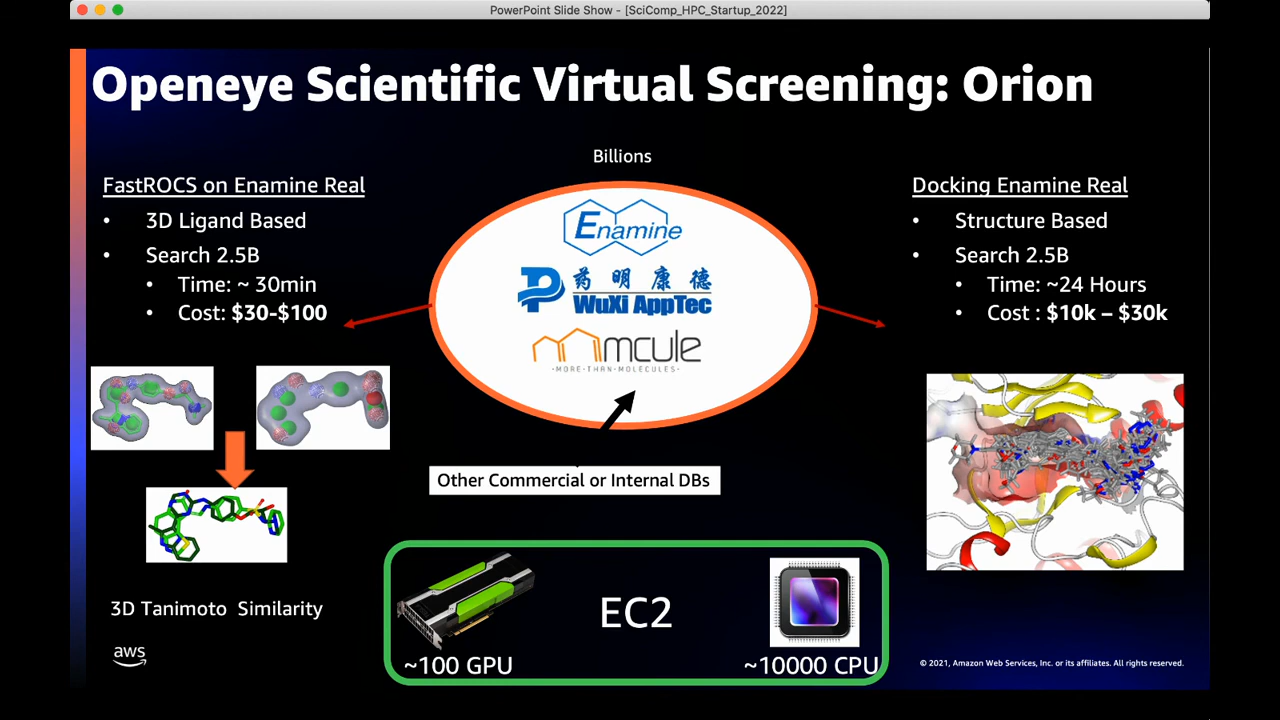 PowerPoint Slide Show - [SciComp_HPC_Startup_2022]
Openeye Scientific Virtual Screening: Orion
Billions
FastROCS on Enamine Real
• 3D Ligand Based
• Search 2.5B
• Time: ~ 30min
• Cost: $30-$100
Enamine
药明康德
WuXi AppTec
mcule
-MORE-THAN-MOLECULES-
Other Commercial or Internal DBs
Docking Enamine Real
• Structure Based
• Search 2.5B
• Time: ~24 Hours
• Cost : $10k – $30k
3D Tanimoto Similarity
EC2
~100 GPU
~10000 CPU
aws
© 2021, Amazon Web Services, Inc. or its affiliates. All rights reserved.